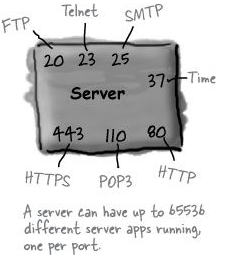 FTP
Telnet
SMTP
20
23
25
37
Time
Server
443
110
80
HTTPS
POP3
HTTP
A server can have up to 65536
different server apps running,
one per port.